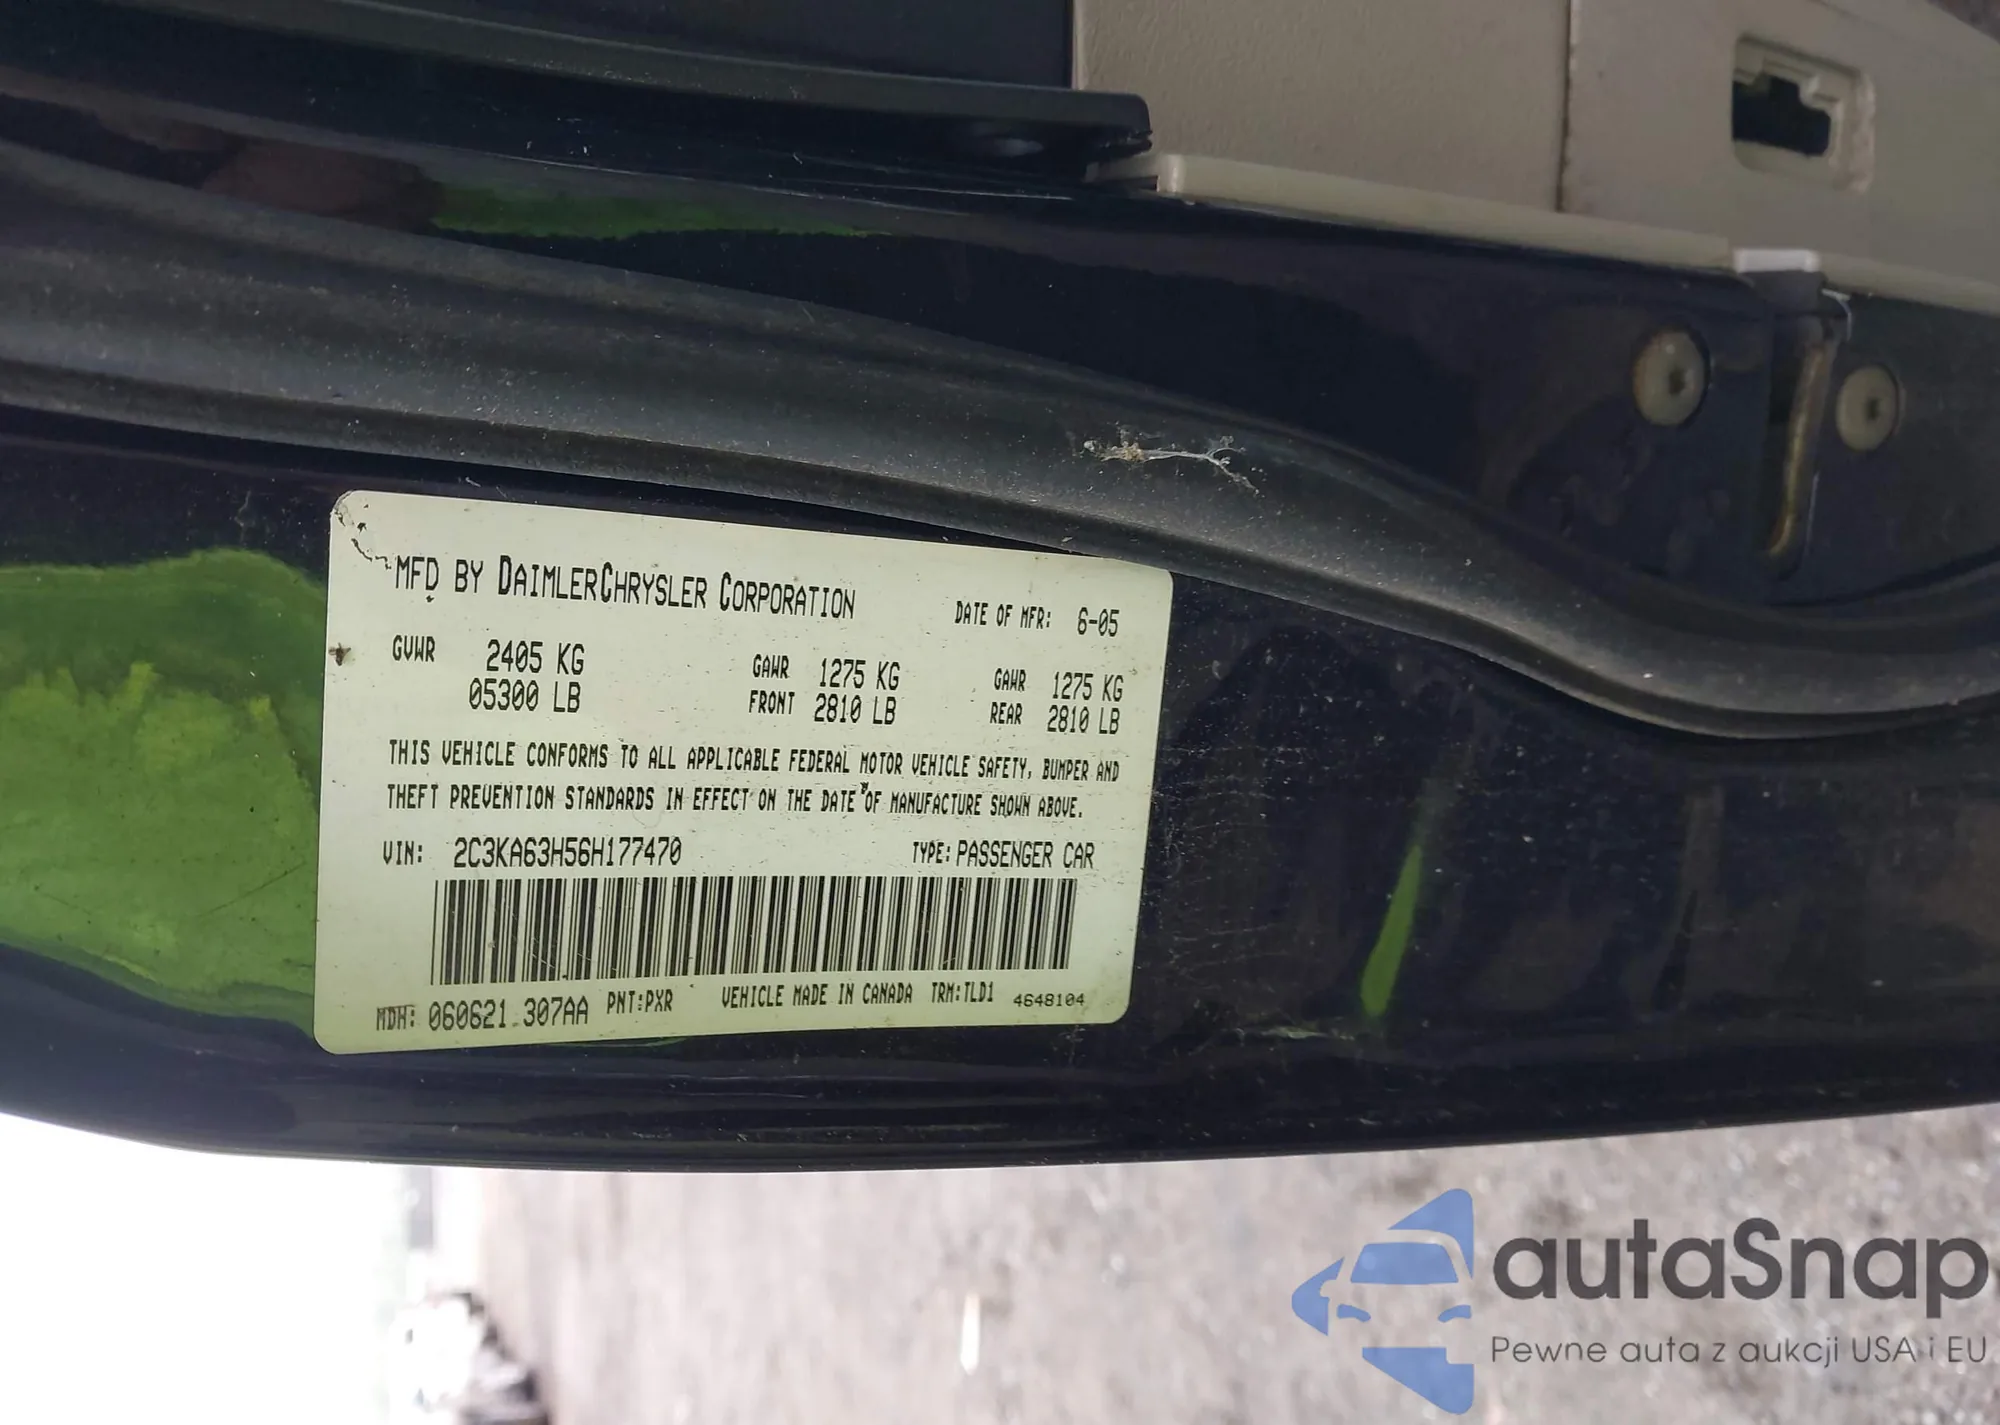 MFD BY DAIMLERCHRYSLER CORPORATION DATE OF MFR: 6-05
GVWR 2405 KG GAWR 1275 KG GAWR 1275 KG
05300 LB FRONT 2810 LB REAR 2810 LB
THIS VEHICLE CONFORMS TO ALL APPLICABLE FEDERAL MOTOR VEHICLE SAFETY, BUMPER AND
THEFT PREVENTION STANDARDS IN EFFECT ON THE DATE OF MANUFACTURE SHOWN ABOVE.
VIN: 2C3KA63H56H177470 TYPE: PASSENGER CAR
MDH: 060621 307AA PNT:PXR VEHICLE MADE IN CANADA TRM:TLD1 4648104
autaSnap
Pewne auta z aukcji USA i EU